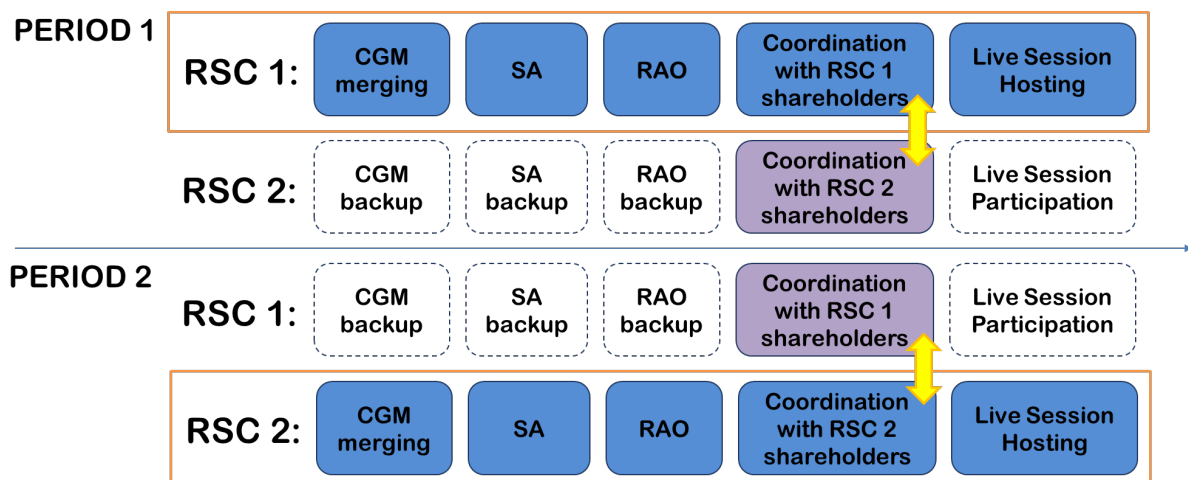 PERIOD 1
RSC 1:
CGM
merging
SA
RAO
Coordination
with RSC 1
shareholders
Live Session
Hosting
RSC 2:
CGM
backup
SA
backup
RAO
backup
Coordination
with RSC 2
shareholders
Live Session
Participation
PERIOD 2
RSC 1:
CGM
backup
SA
backup
RAO
backup
Coordination
with RSC 1
shareholders
Live Session
Participation
RSC 2:
CGM
merging
SA
RAO
Coordination
with RSC 2
shareholders
Live Session
Hosting